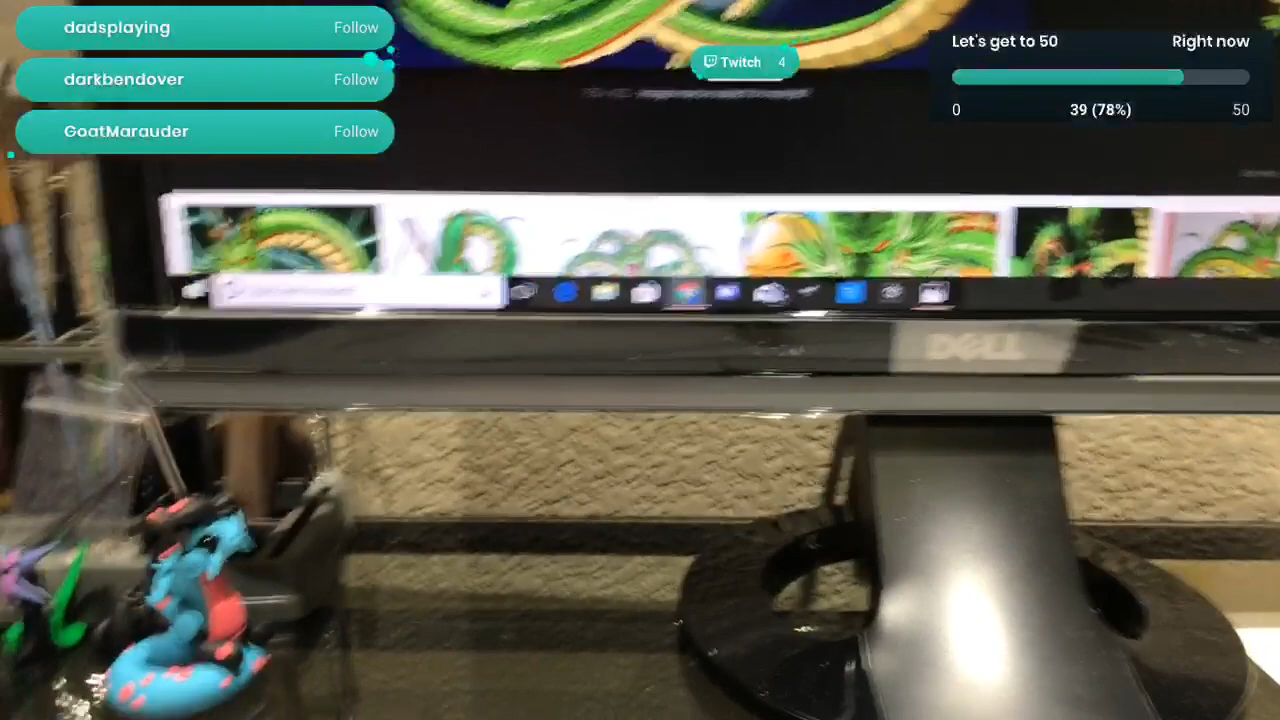 dadsplaying Follow
darkbendover Follow
GoatMarauder Follow
Twitch 4
Let's get to 50 Right now
0 39 (78%) 50
DELL